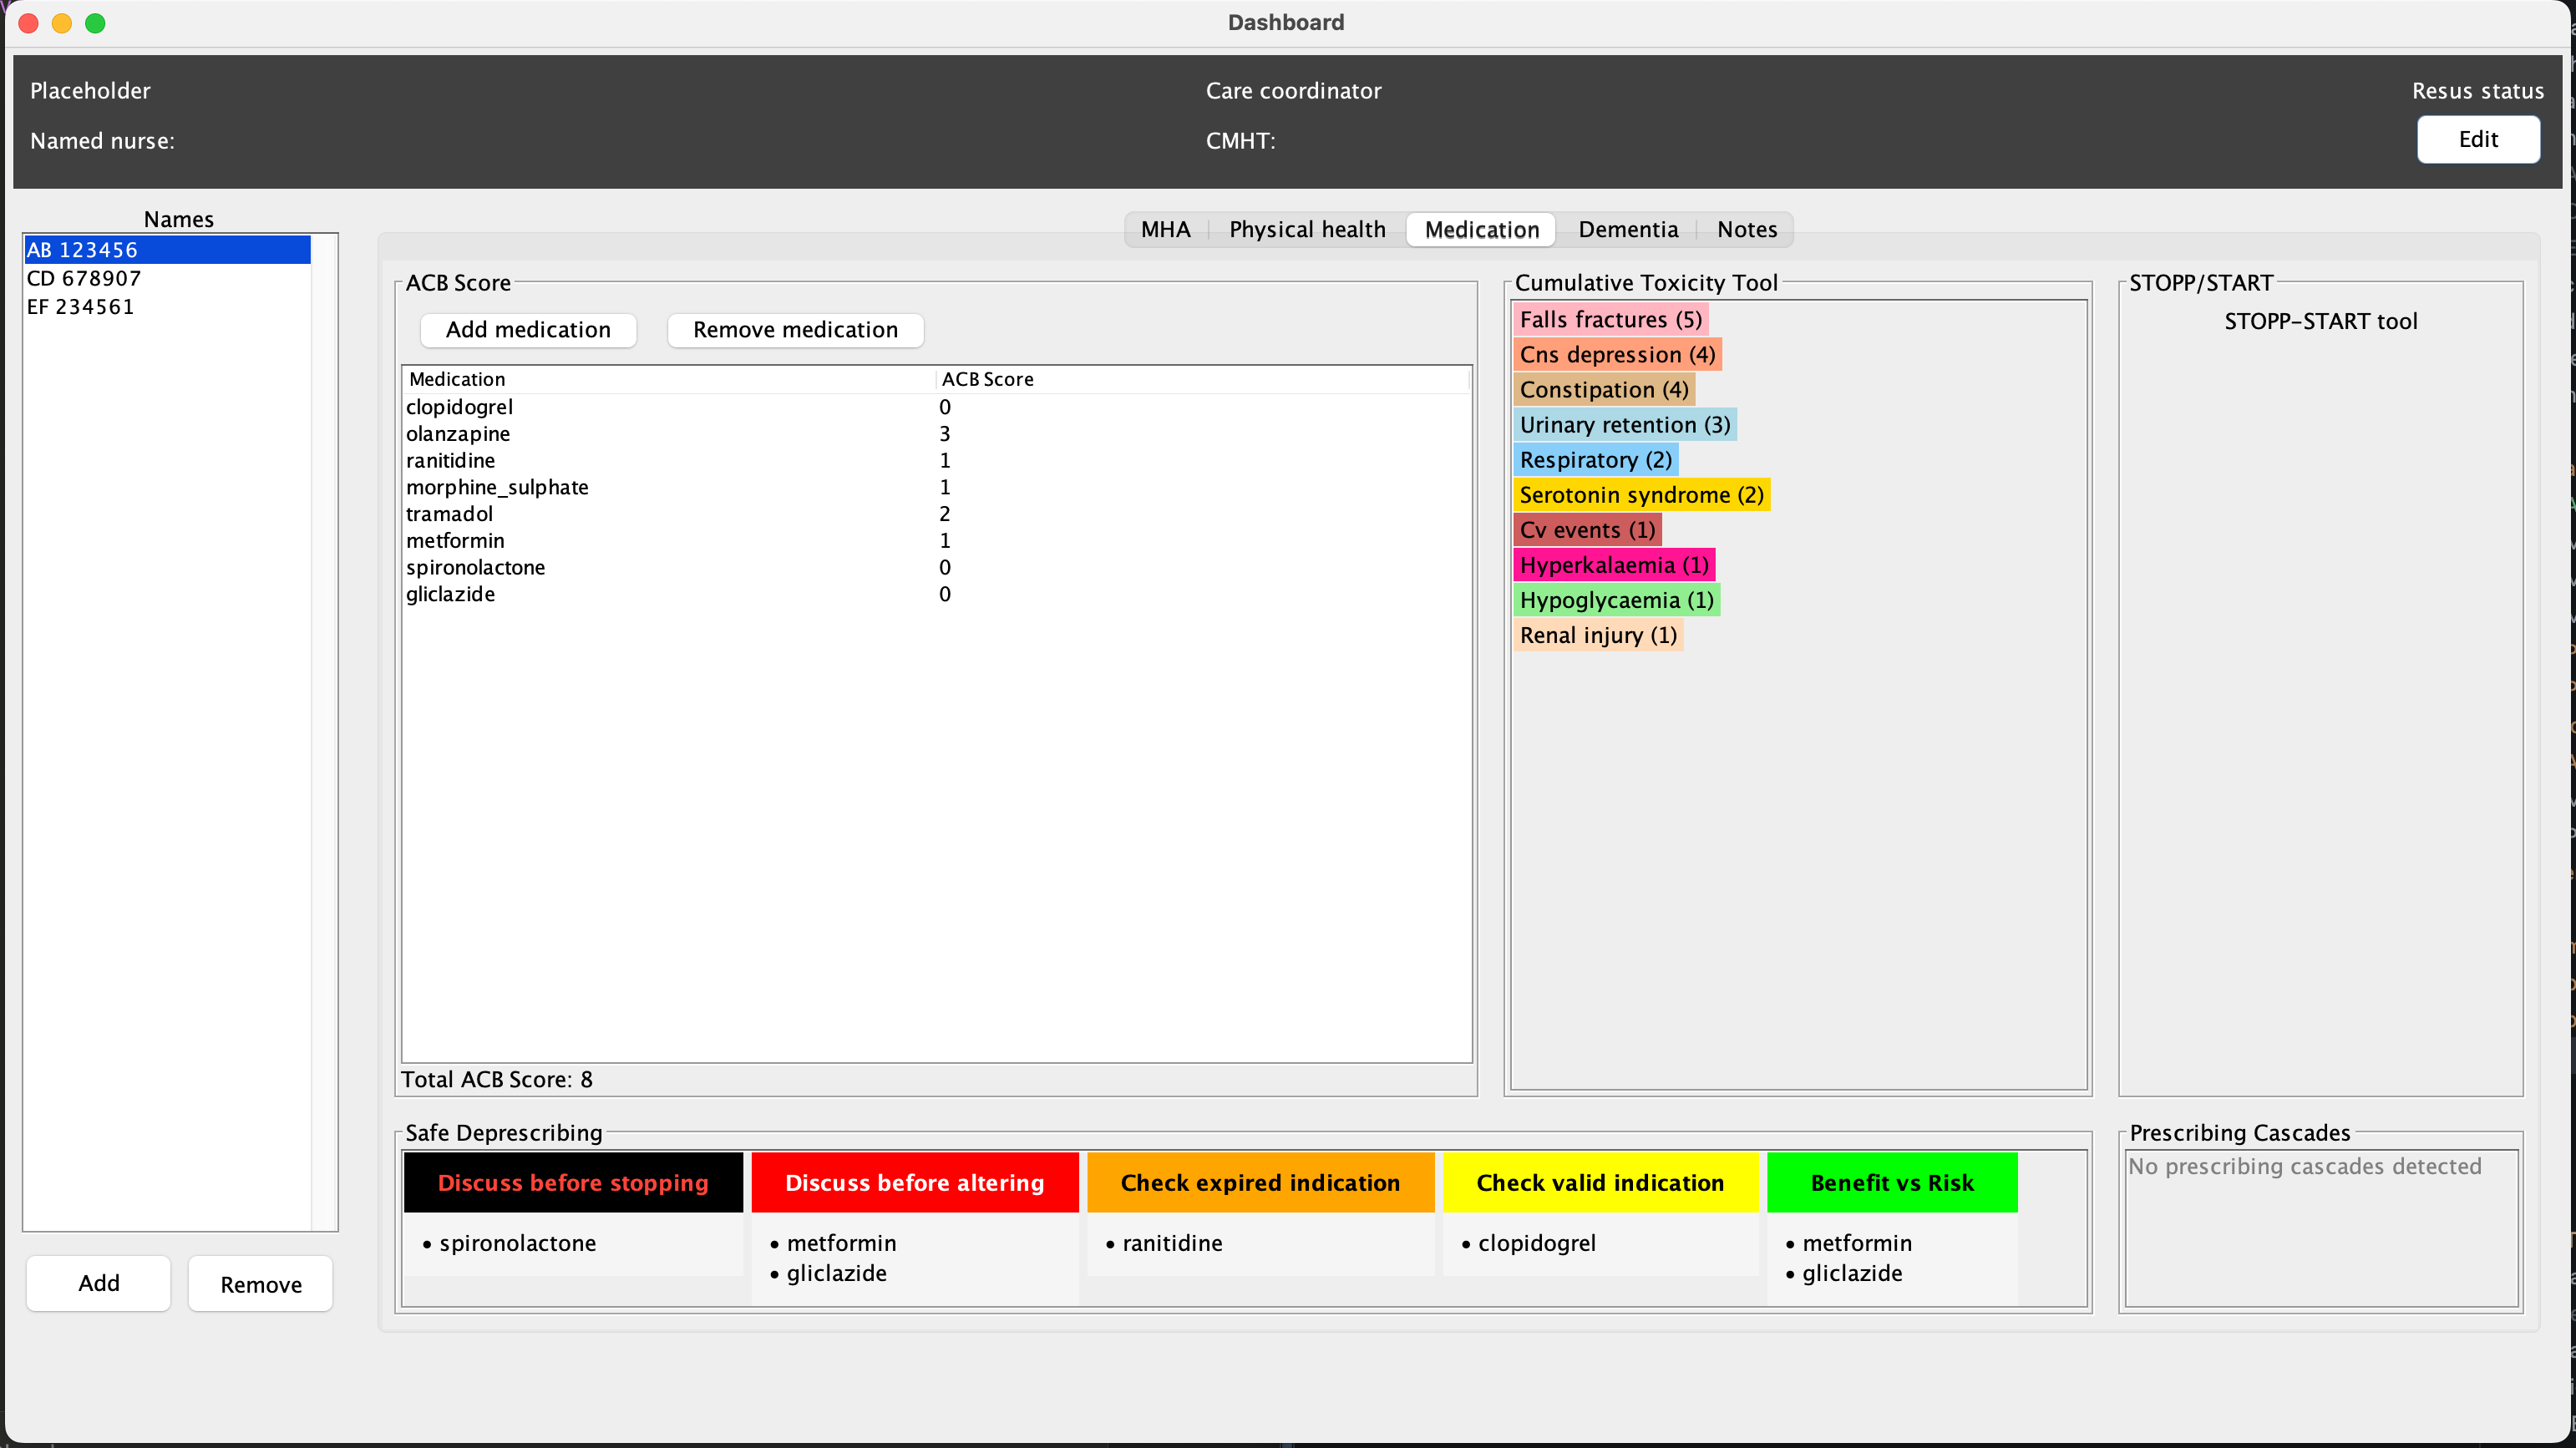 Dashboard
Placeholder
Care coordinator
Resus status
Named nurse:
CMHT:
Edit
Names
AB 123456
CD 678907
EF 234561
Add
Remove
MHA
Physical health
Medication
Dementia
Notes
ACB Score
Add medication
Remove medication
Medication ACB Score
clopidogrel 0
olanzapine 3
ranitidine 1
morphine_sulphate 1
tramadol 2
metformin 1
spironolactone 0
gliclazide 0
Total ACB Score: 8
Cumulative Toxicity Tool
Falls fractures (5)
Cns depression (4)
Constipation (4)
Urinary retention (3)
Respiratory (2)
Serotonin syndrome (2)
Cv events (1)
Hyperkalaemia (1)
Hypoglycaemia (1)
Renal injury (1)
STOPP/START
STOPP-START tool
Safe Deprescribing
Discuss before stopping
• spironolactone
Discuss before altering
• metformin
• gliclazide
Check expired indication
• ranitidine
Check valid indication
• clopidogrel
Benefit vs Risk
• metformin
• gliclazide
Prescribing Cascades
No prescribing cascades detected